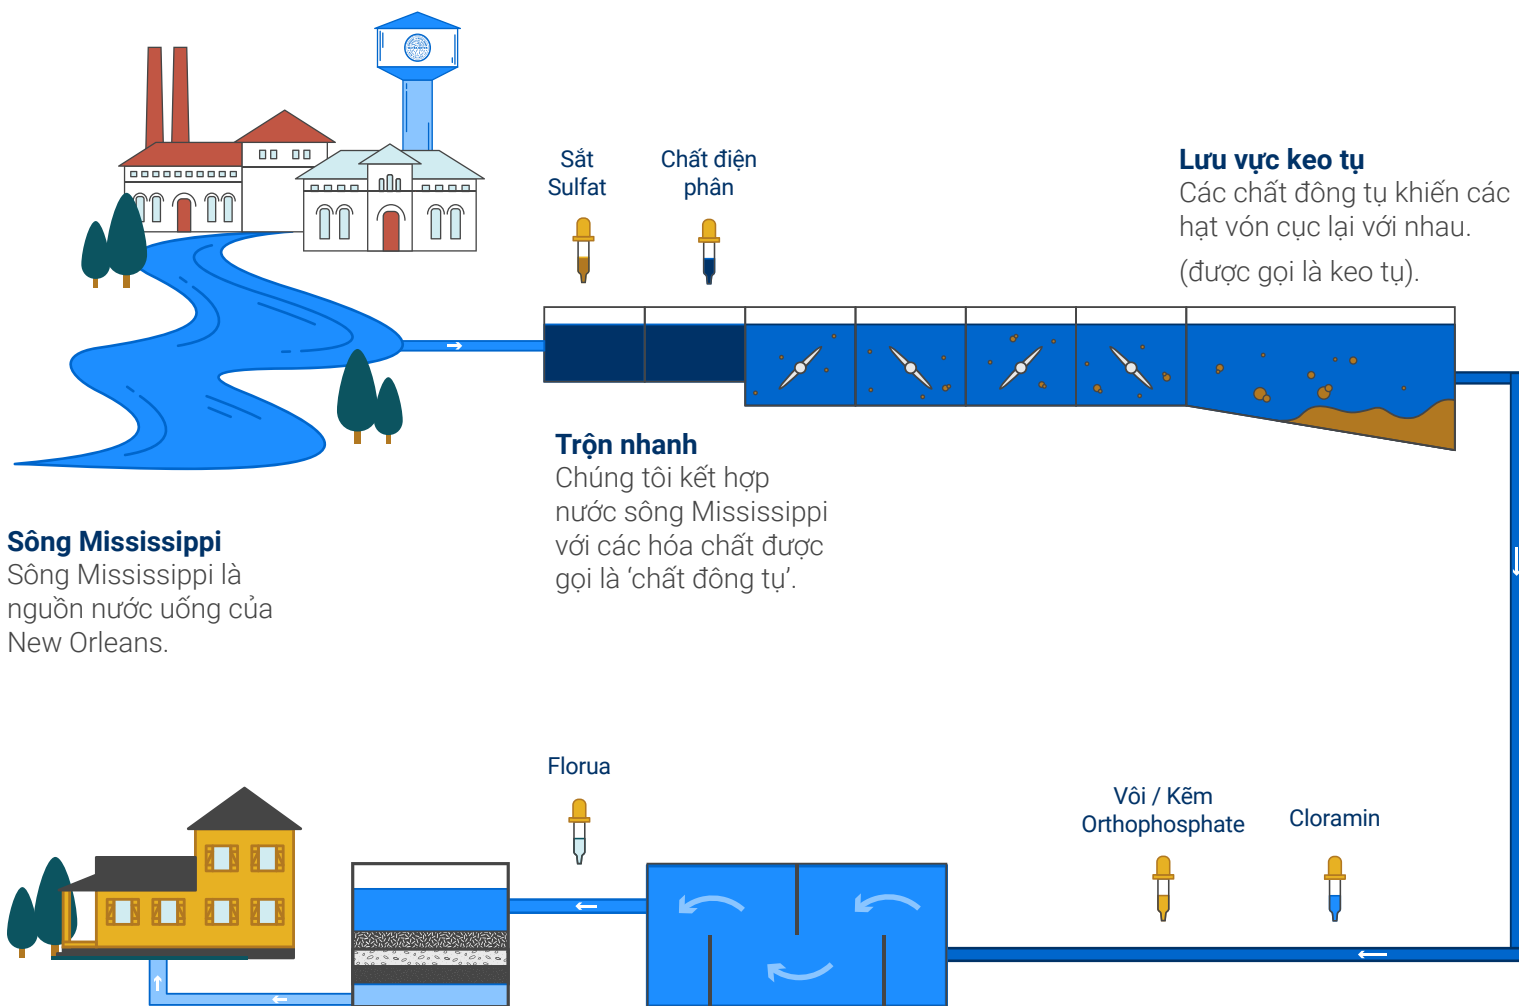 Sắt
Sulfat
Chất điện
phân
Lưu vực keo tụ
Các chất đông tụ khiến các
hạt vón cục lại với nhau.
(được gọi là keo tụ).
Trộn nhanh
Chúng tôi kết hợp
nước sông Mississippi
với các hóa chất được
gọi là ‘chất đông tụ’.
Sông Mississippi
Sông Mississippi là
nguồn nước uống của
New Orleans.
Florua
Vôi / Kẽm
Orthophosphate
Cloramin